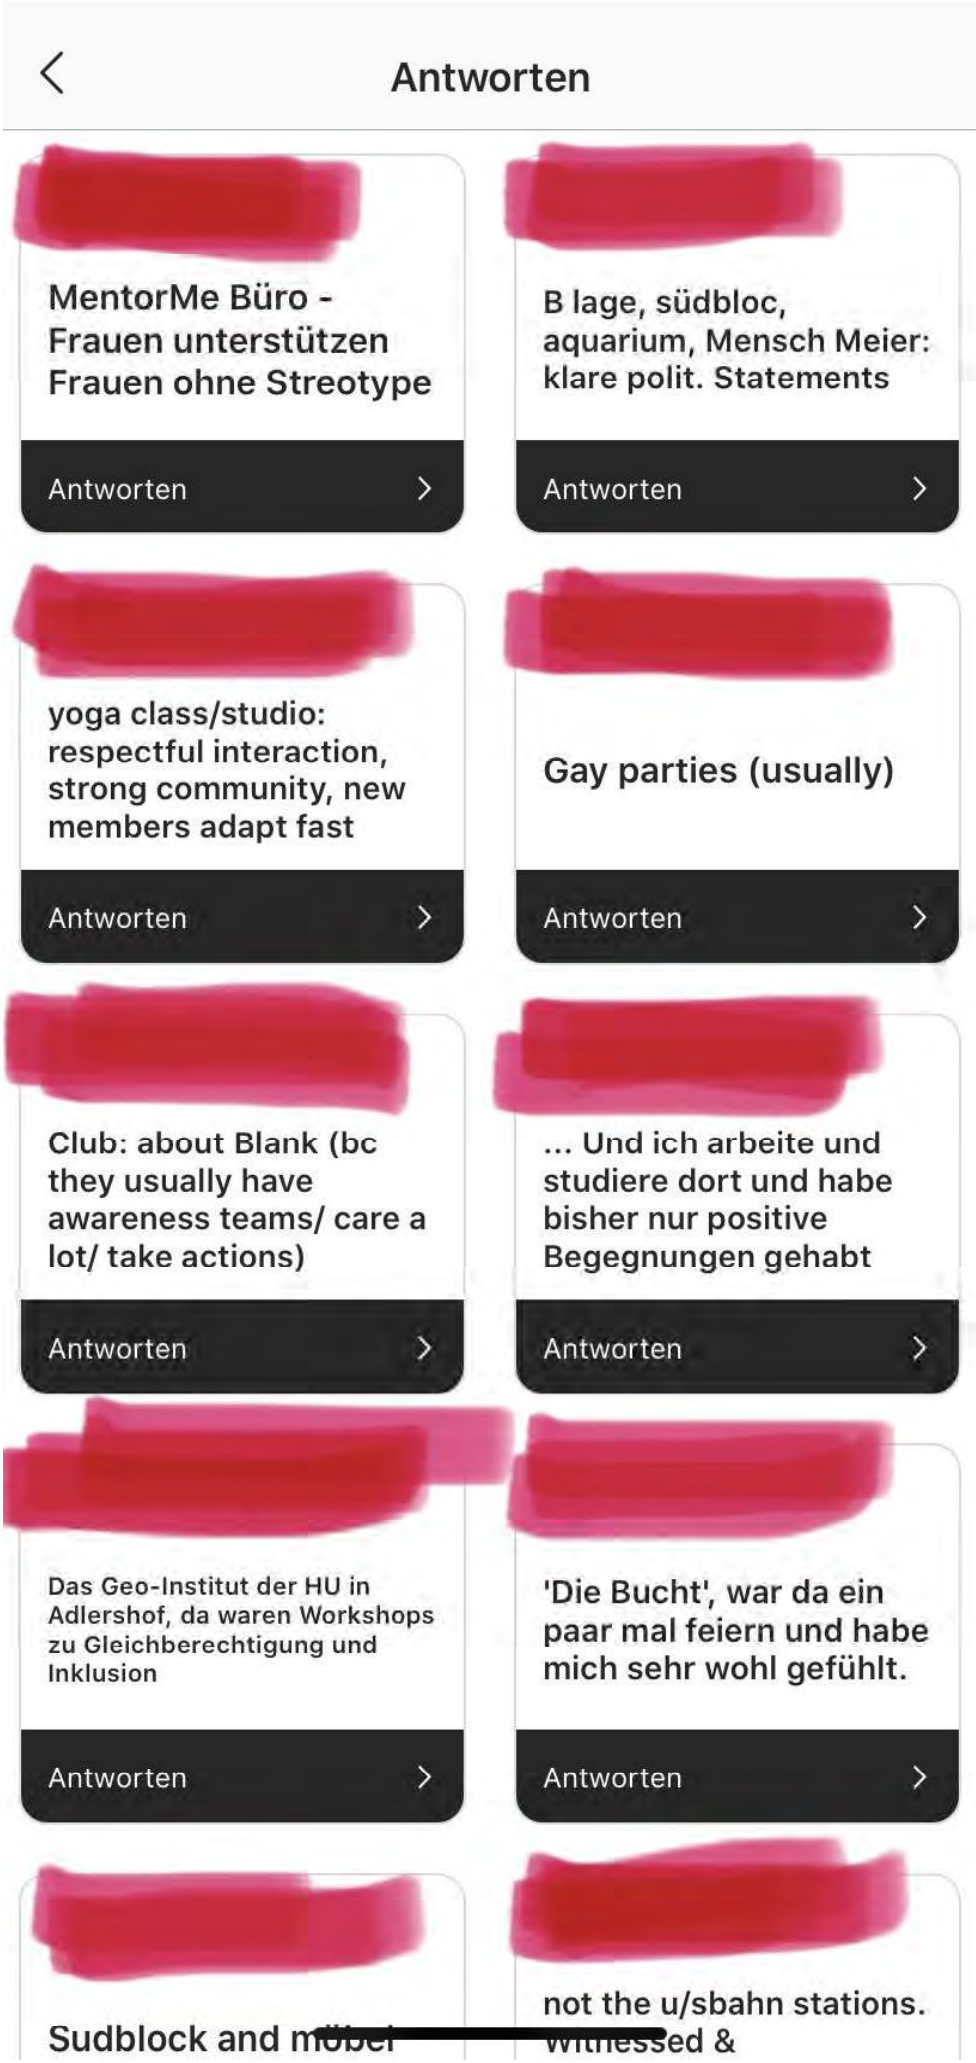 Antworten
MentorMe Büro -
Frauen unterstützen
Frauen ohne Streotype
Antworten
B lage, südbloc,
aquarium, Mensch Meier:
klare polit. Statements
Antworten
yoga class/studio:
respectful interaction,
strong community, new
members adapt fast
Antworten
Gay parties (usually)
Antworten
Club: about Blank (bc
they usually have
awareness teams/ care a
lot/ take actions)
Antworten
... Und ich arbeite und
studiere dort und habe
bisher nur positive
Begegnungen gehabt
Antworten
Das Geo-Institut der HU in
Adlershof, da waren Workshops
zu Gleichberechtigung und
Inklusion
Antworten
'Die Bucht', war da ein
paar mal feiern und habe
mich sehr wohl gefühlt.
Antworten
Sudblock and möbel
not the u/sbahn stations.
witnessed &